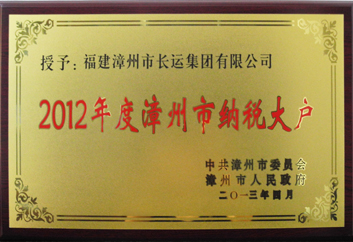 授予：福建漳州市长运集团有限公司
2012年度漳州市纳税大户
中共漳州市委员会
漳州市人民政府
二〇一三年四月